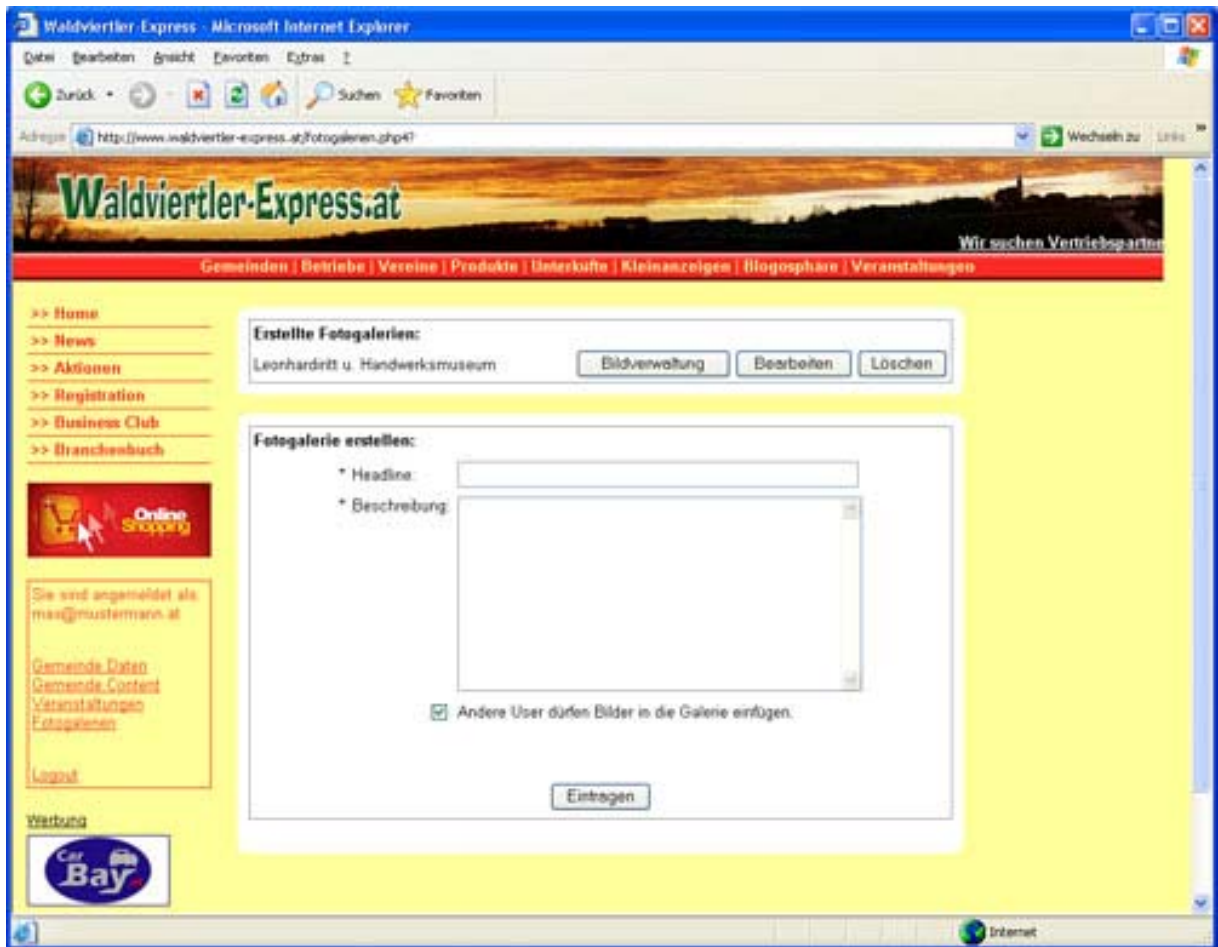 Waldviertler-Express - Microsoft Internet Explorer
Datei Bearbeiten Ansicht Favoriten Extras ?
Zurück Suchen Favoriten
Adresse http://www.waldviertler-express.at/fotogalerien.php4? Wechseln zu Links »
Waldviertler-Express.at
Wir suchen Vertriebspartne
Gemeinden | Betriebe | Vereine | Produkte | Unterküfte | Kleinanzeigen | Blogosphäre | Veranstaltungen
>> Home
>> News
>> Aktionen
>> Registration
>> Business Club
>> Branchenbuch
Online
Shopping
Sie sind angemeldet als:
max@mustermann.at
Gemeinde Daten
Gemeinde Content
Veranstaltungen
Fotogalerien
Logout
Werbung
Car
Bay
Erstellte Fotogalerien:
Leonhardiritt u. Handwerksmuseum Bildverwaltung Bearbeiten Löschen
Fotogalerie erstellen:
* Headline:
* Beschreibung:
Andere User dürfen Bilder in die Galerie einfügen.
Eintragen
Internet